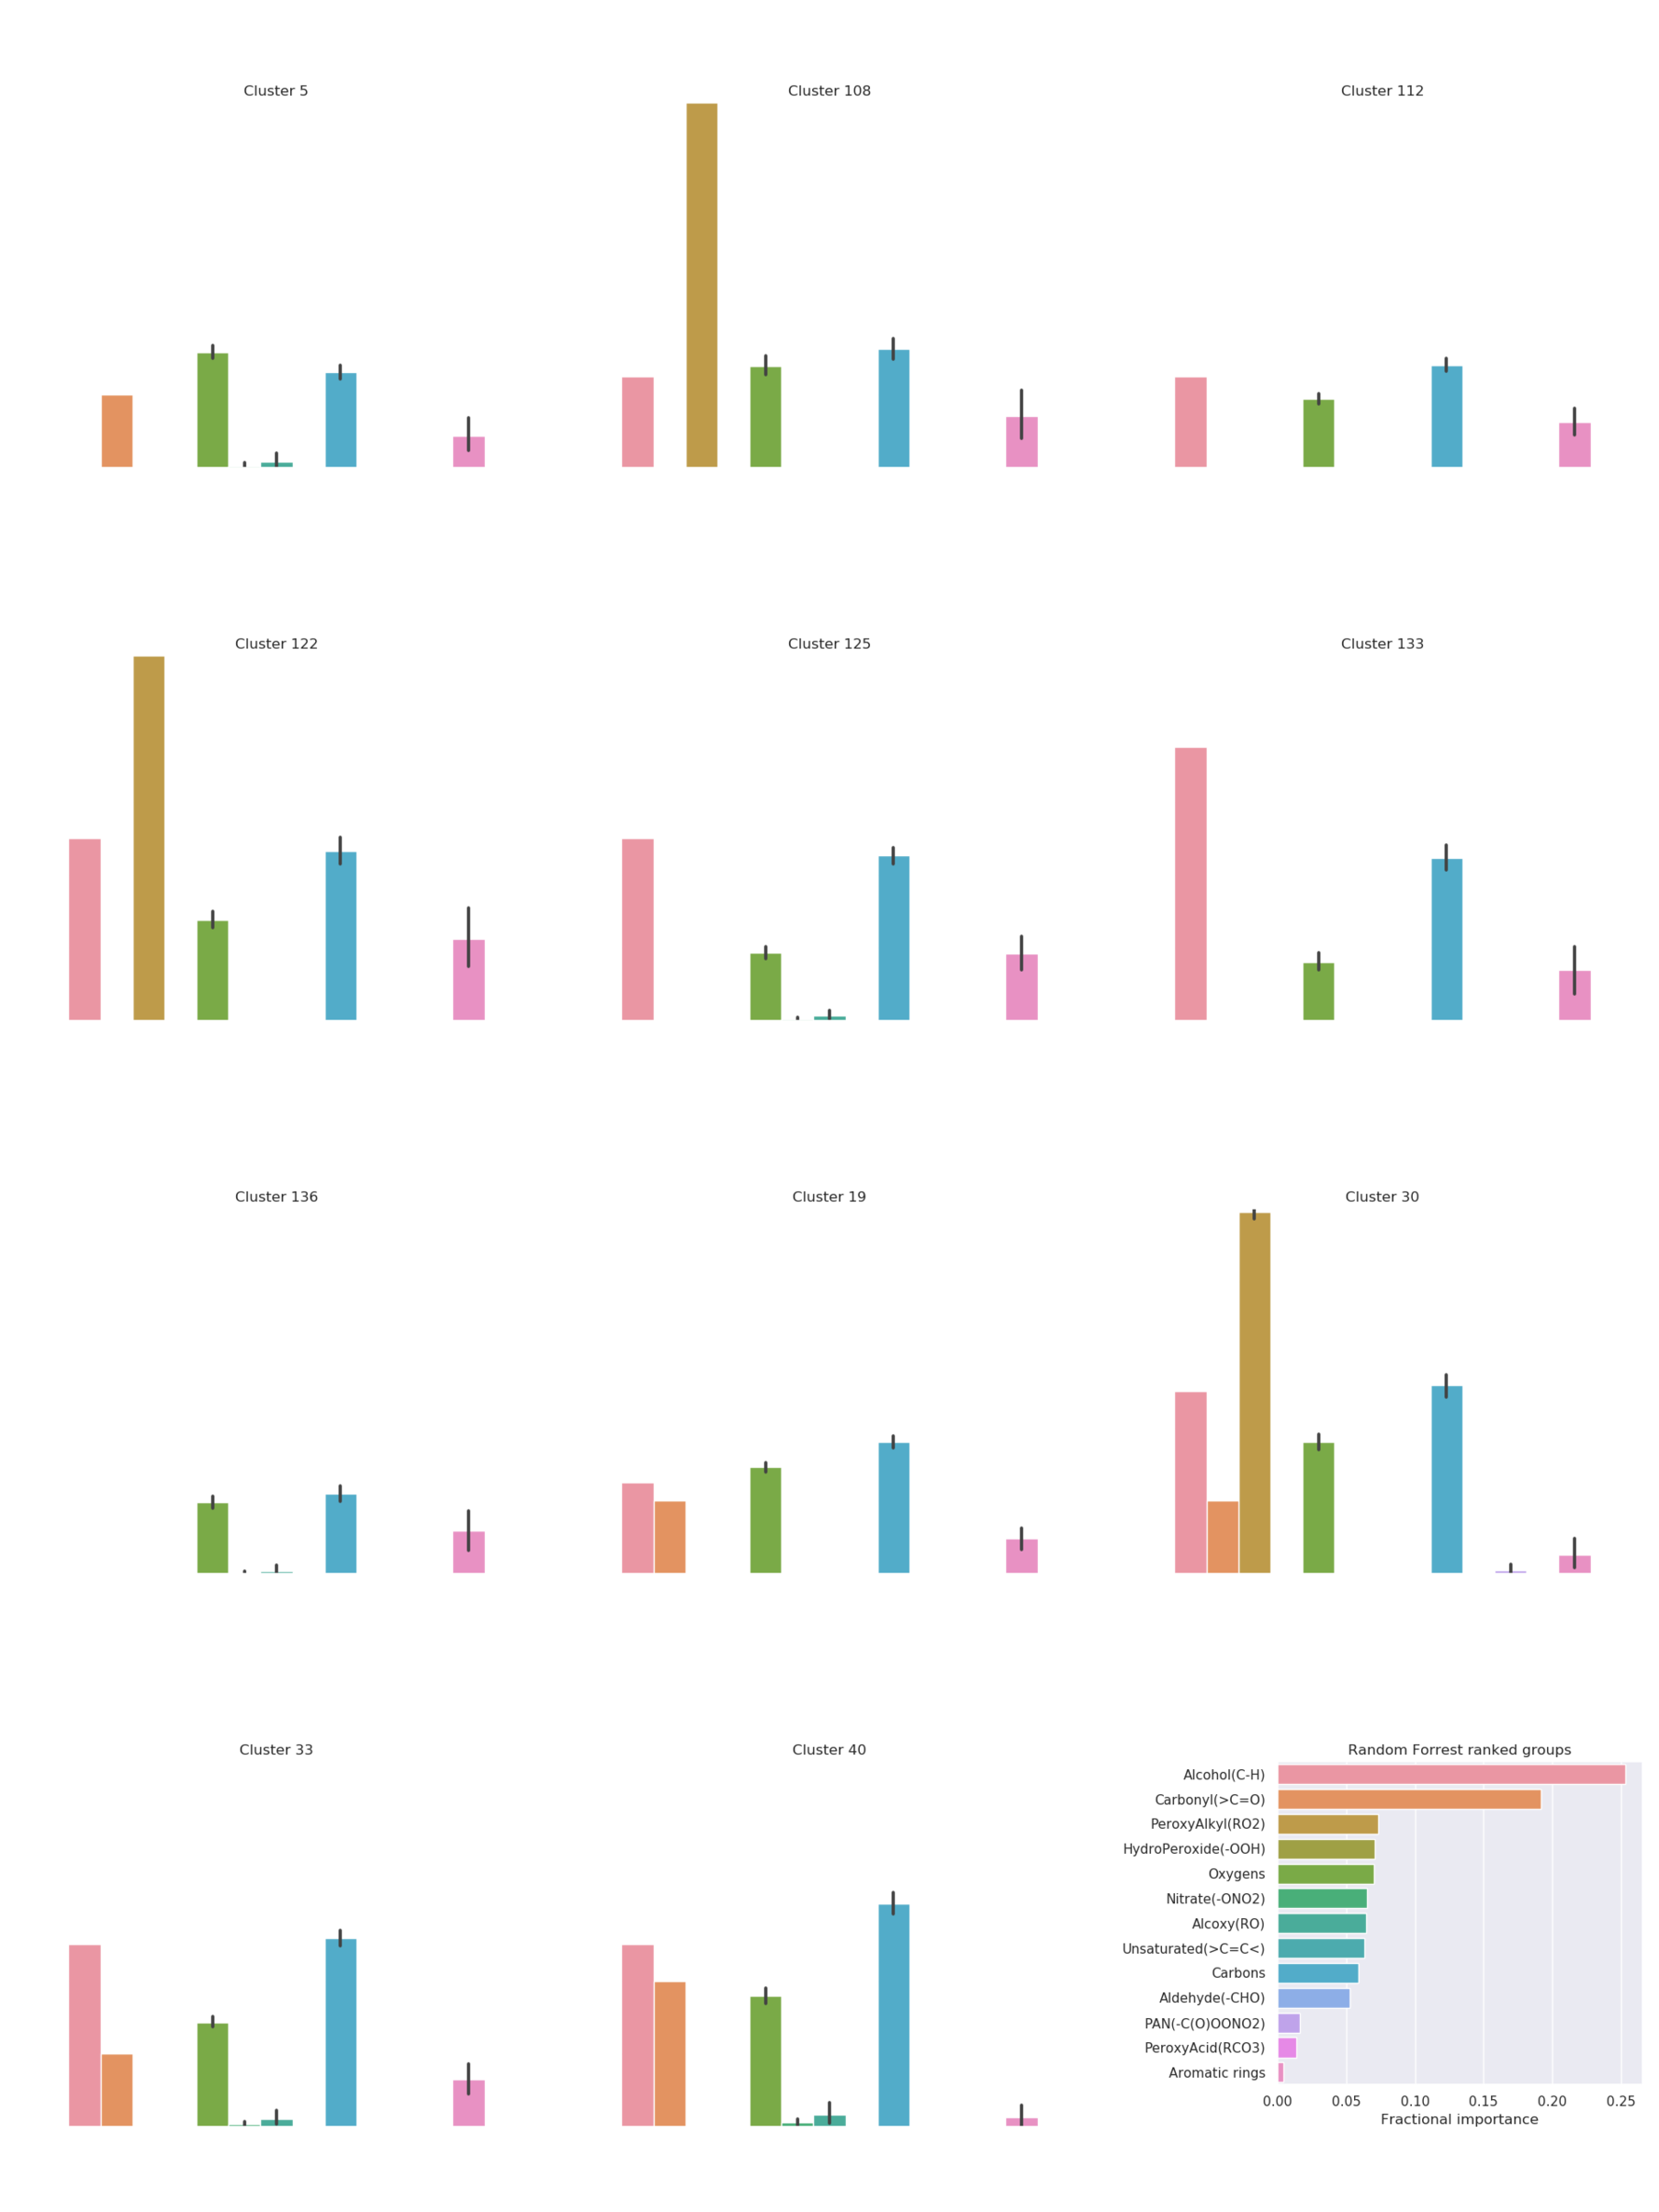 Cluster 5
Cluster 108
Cluster 112
Cluster 122
Cluster 125
Cluster 133
Cluster 136
Cluster 19
Cluster 30
Cluster 33
Cluster 40
Random Forrest ranked groups
Alcohol(C-H)
Carbonyl(>C=O)
PeroxyAlkyl(RO2)
HydroPeroxide(-OOH)
Oxygens
Nitrate(-ONO2)
Alcoxy(RO)
Unsaturated(>C=C<)
Carbons
Aldehyde(-CHO)
PAN(-C(O)OONO2)
PeroxyAcid(RCO3)
Aromatic rings
0.00 0.05 0.10 0.15 0.20 0.25
Fractional importance